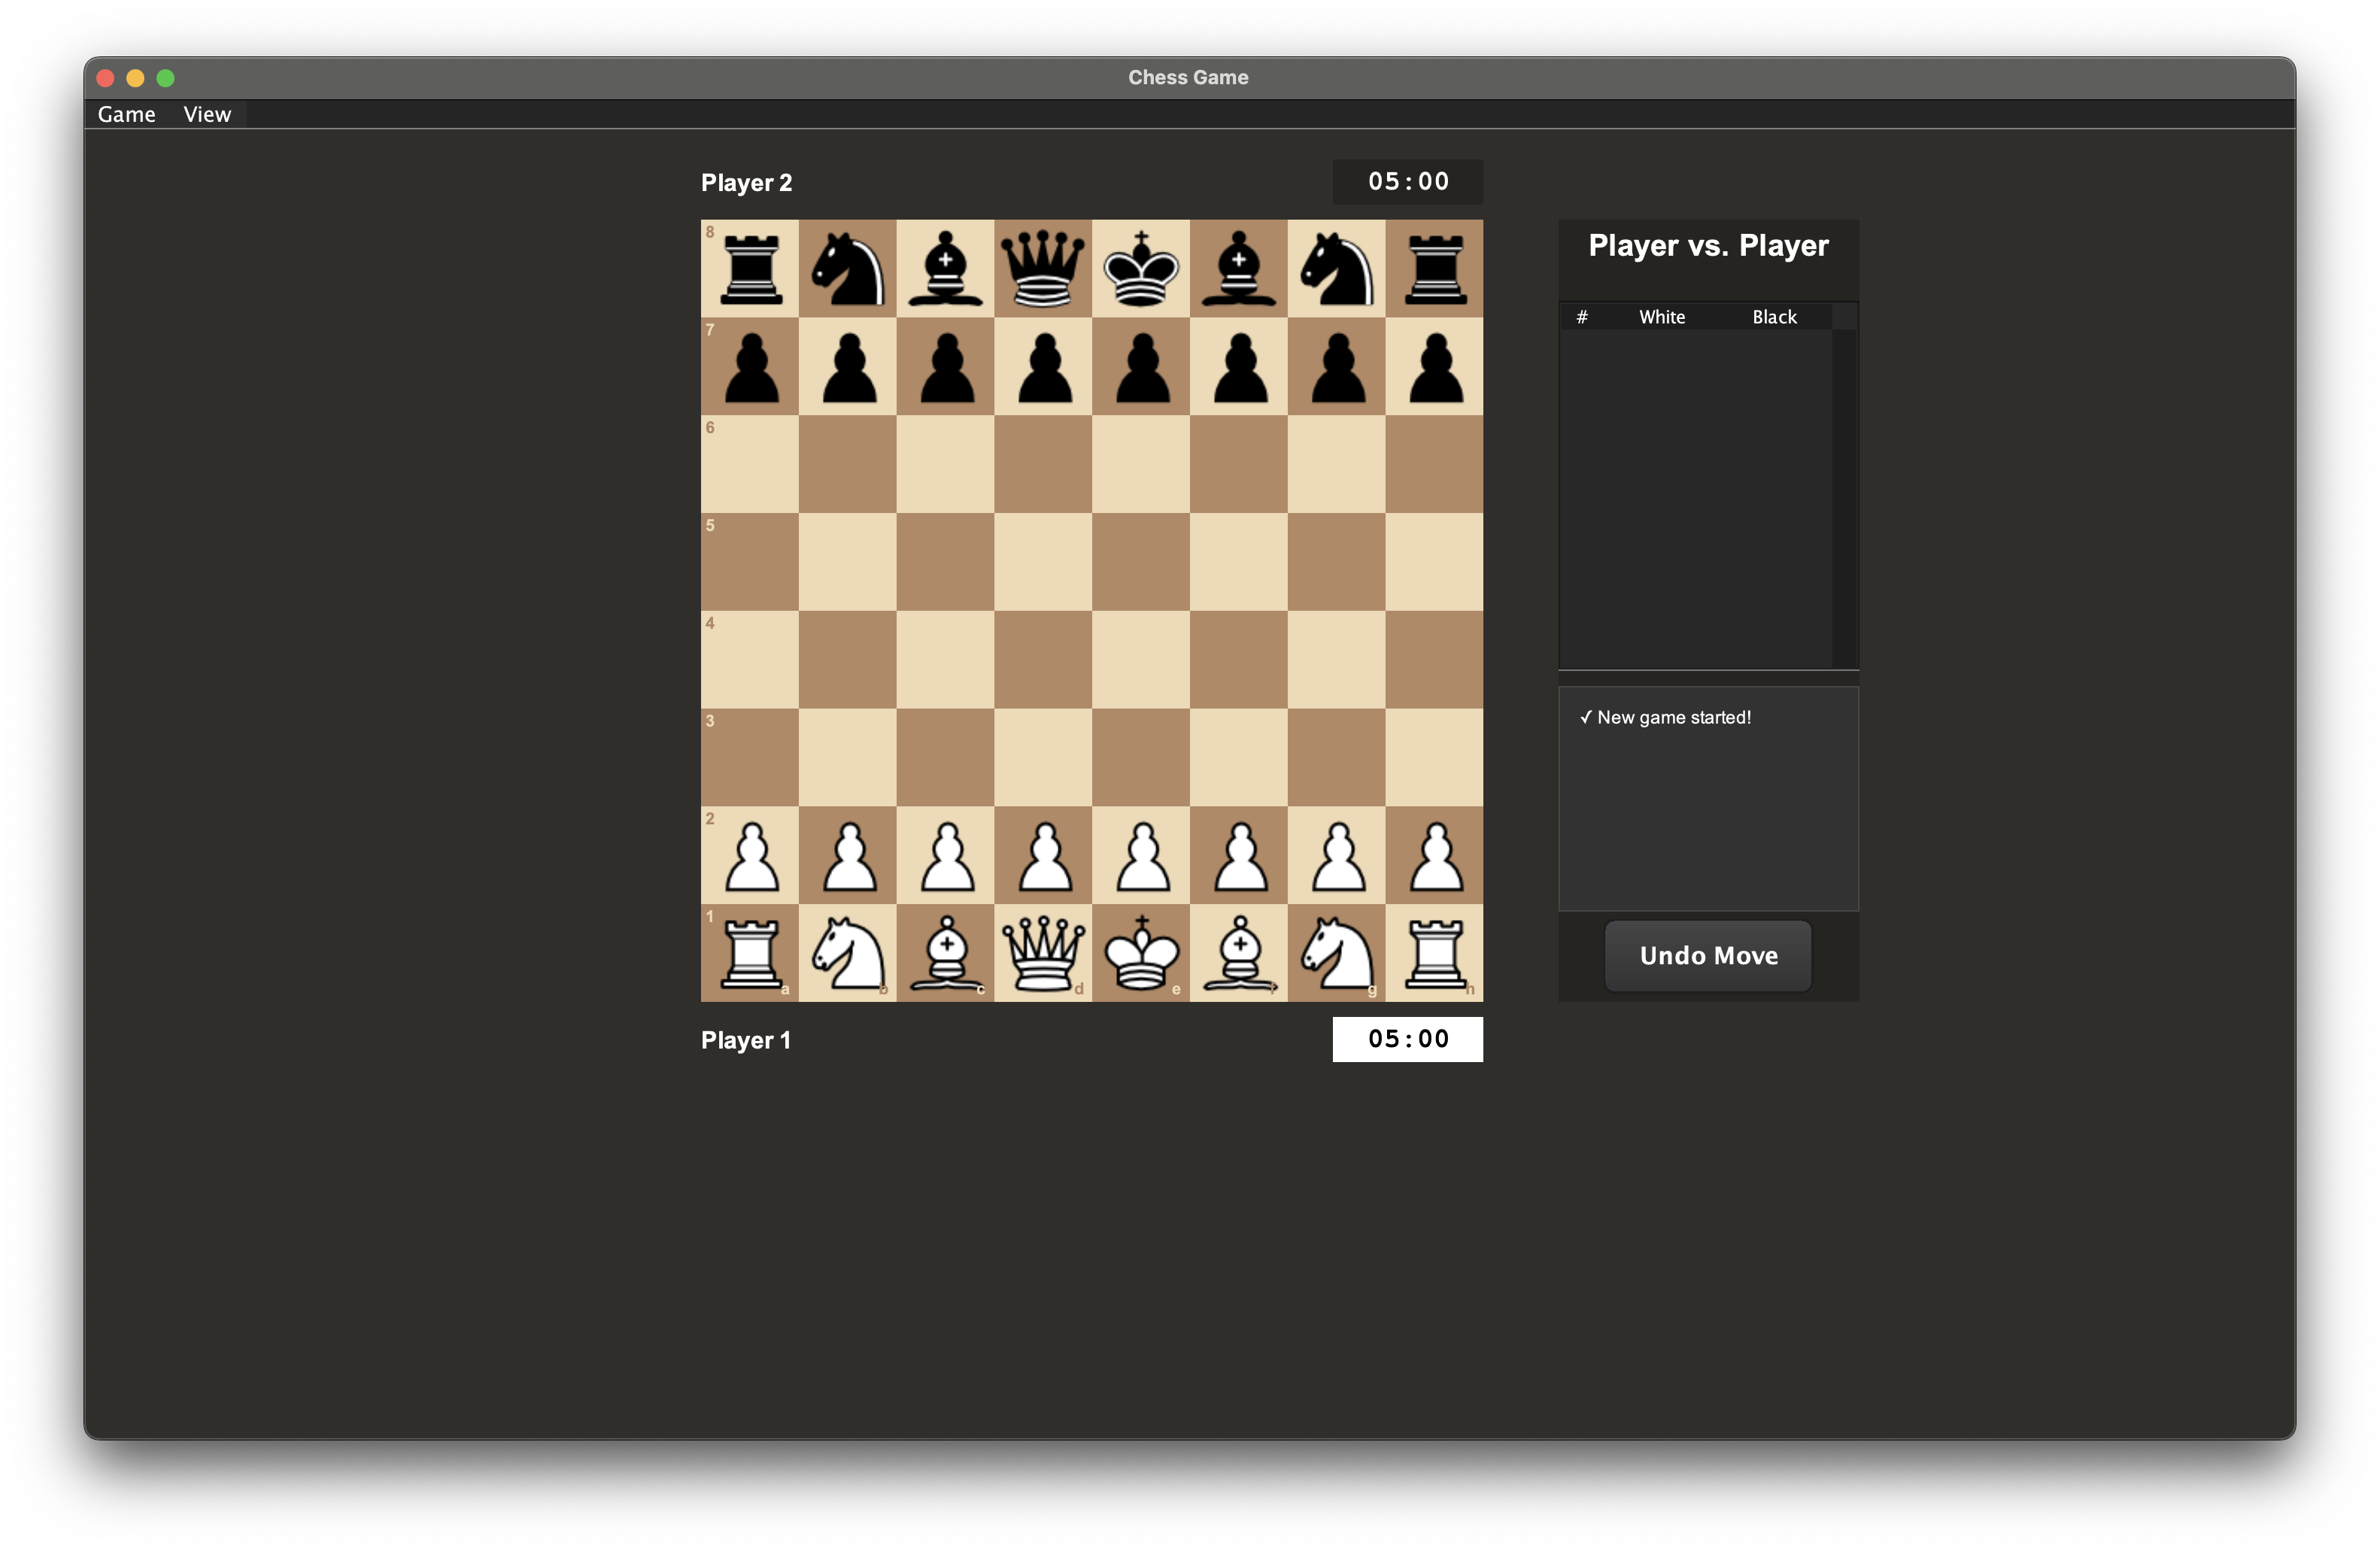 Chess Game
Game View
Player 2 05:00
Player vs. Player
# White Black
✓ New game started!
Undo Move
8
7
6
5
4
3
2
1
a b c d e f g h
Player 1 05:00